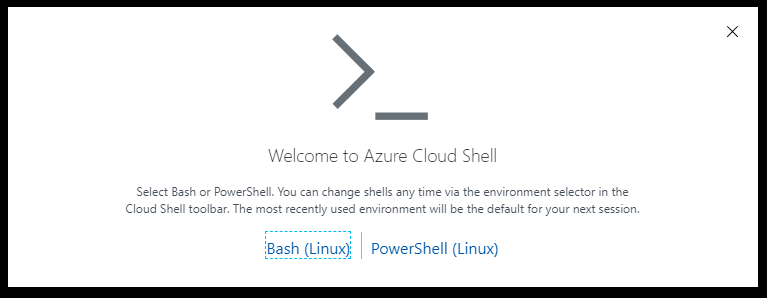 Welcome to Azure Cloud Shell
Select Bash or PowerShell. You can change shells any time via the environment selector in the
Cloud Shell toolbar. The most recently used environment will be the default for your next session.
Bash (Linux) PowerShell (Linux)